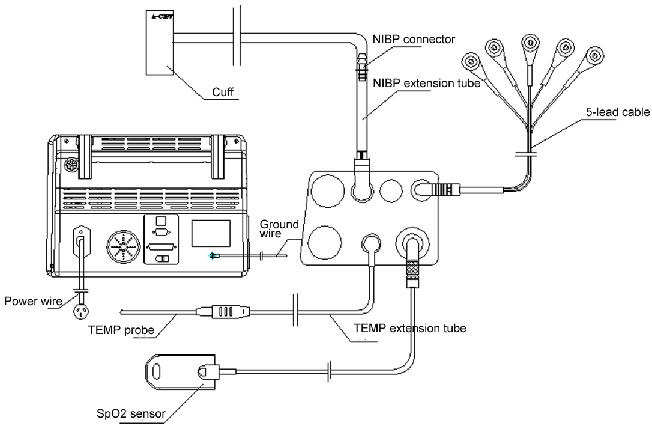 NIBP connector
NIBP extension tube
Cuff
5-lead cable
Ground
wire
Power wire
TEMP probe
TEMP extension tube
SpO2 sensor